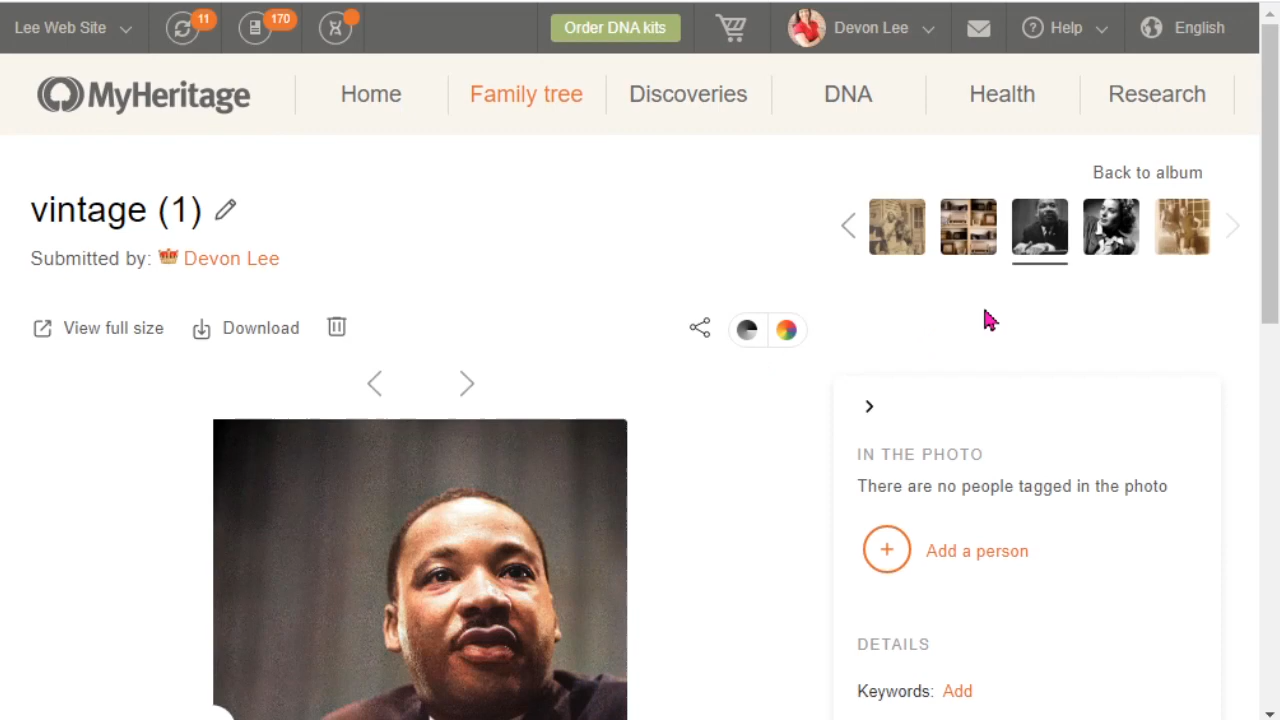 Lee Web Site 11 170 Order DNA kits Devon Lee Help English
MyHeritage Home Family tree Discoveries DNA Health Research
Back to album
vintage (1)
Submitted by: Devon Lee
View full size Download
IN THE PHOTO
There are no people tagged in the photo
Add a person
DETAILS
Keywords: Add